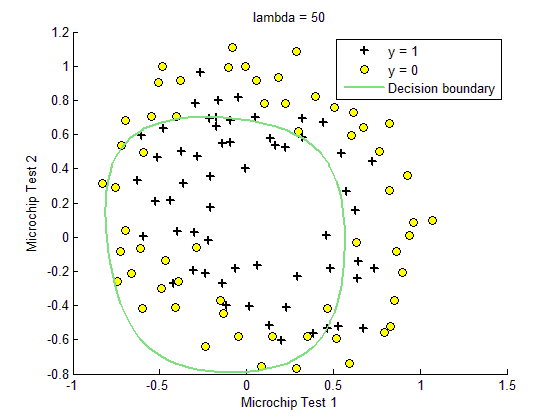 lambda = 50
1.2
1
0.8
0.6
0.4
0.2
0
-0.2
-0.4
-0.6
-0.8
Microchip Test 2
y = 1
y = 0
Decision boundary
-1 -0.5 0 0.5 1 1.5
Microchip Test 1